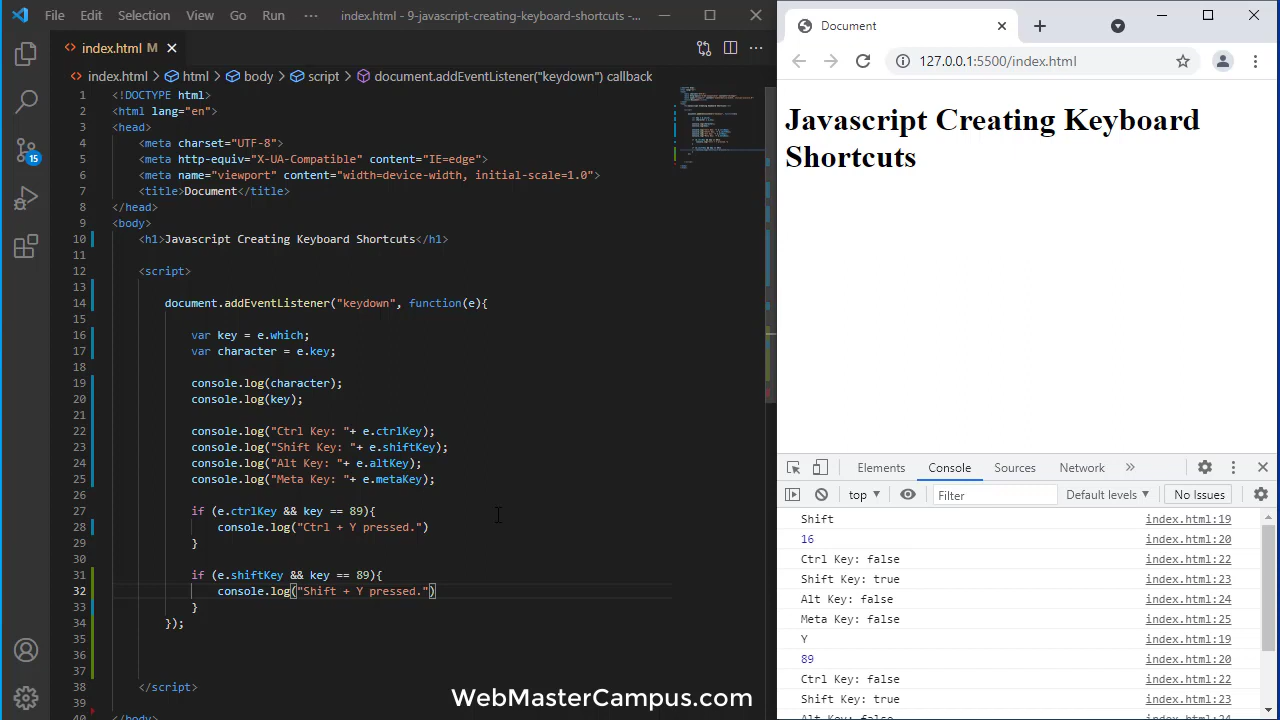 File Edit Selection View Go Run ··· index.html - 9-javascript-creating-keyboard-shortcuts -...
index.html M
index.html > html > body > script > document.addEventListener("keydown") callback
1 <!DOCTYPE html>
2 <html lang="en">
3 <head>
4 <meta charset="UTF-8">
5 <meta http-equiv="X-UA-Compatible" content="IE=edge">
6 <meta name="viewport" content="width=device-width, initial-scale=1.0">
7 <title>Document</title>
8 </head>
9 <body>
10 <h1>Javascript Creating Keyboard Shortcuts</h1>
11
12 <script>
13
14 document.addEventListener("keydown", function(e){
15
16 var key = e.which;
17 var character = e.key;
18
19 console.log(character);
20 console.log(key);
21
22 console.log("Ctrl Key: "+ e.ctrlKey);
23 console.log("Shift Key: "+ e.shiftKey);
24 console.log("Alt Key: "+ e.altKey);
25 console.log("Meta Key: "+ e.metaKey);
26
27 if (e.ctrlKey && key == 89){
28 console.log("Ctrl + Y pressed.")
29 }
30
31 if (e.shiftKey && key == 89){
32 console.log("Shift + Y pressed.")
33 }
34 });
35
36
37
38 </script>
39
40 </body>
15
WebMasterCampus.com
Document
127.0.0.1:5500/index.html
Javascript Creating Keyboard
Shortcuts
Elements Console Sources Network »
top Filter Default levels No Issues
Shift index.html:19
16 index.html:20
Ctrl Key: false index.html:22
Shift Key: true index.html:23
Alt Key: false index.html:24
Meta Key: false index.html:25
Y index.html:19
89 index.html:20
Ctrl Key: false index.html:22
Shift Key: true index.html:23
Alt Key: false index.html:24